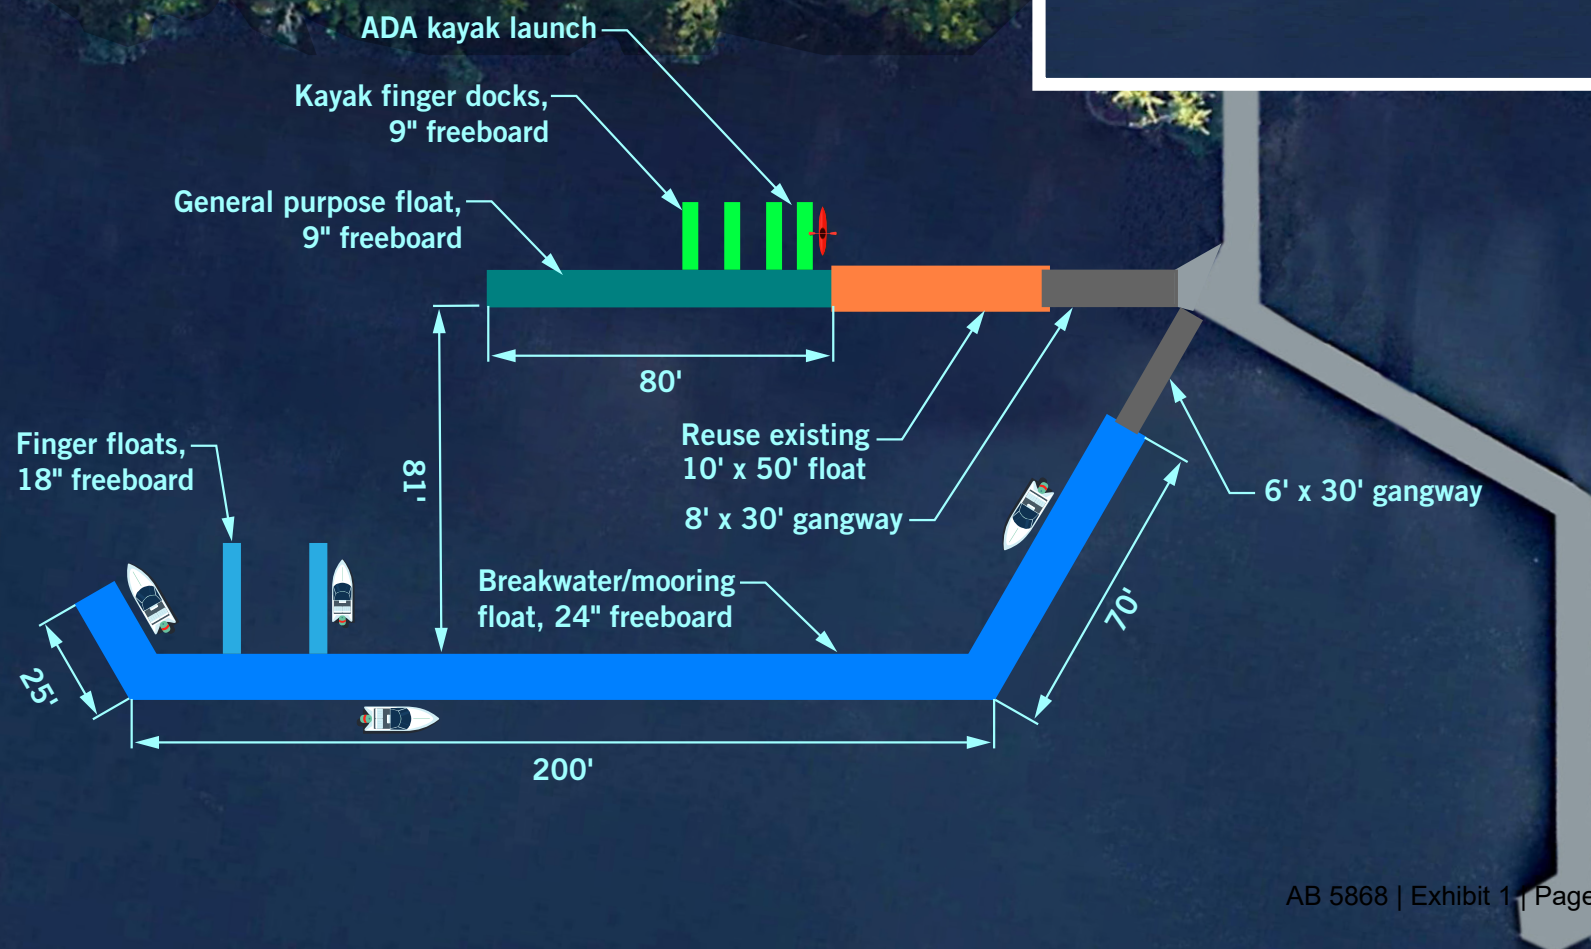 ADA kayak launch
Kayak finger docks,
9" freeboard
General purpose float,
9" freeboard
80'
Reuse existing
10' x 50' float
8' x 30' gangway
6' x 30' gangway
81'
Finger floats,
18" freeboard
Breakwater/mooring
float, 24" freeboard
70'
25'
200'
AB 5868 | Exhibit 1 | Page